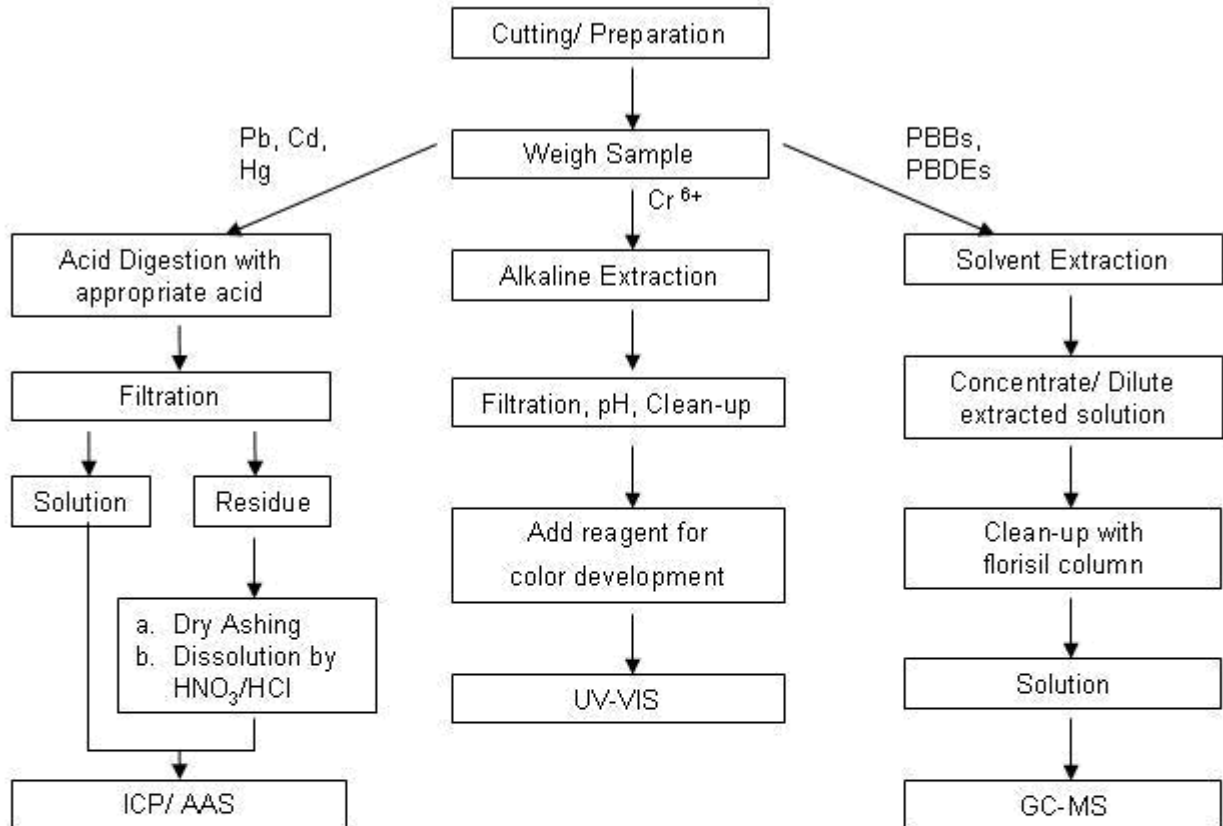 Cutting/ Preparation
Pb, Cd,
Hg
Weigh Sample
PBBs,
PBDEs
Cr ⁶⁺
Acid Digestion with
appropriate acid
Alkaline Extraction
Solvent Extraction
Filtration
Filtration, pH, Clean-up
Concentrate/ Dilute
extracted solution
Solution
Residue
Add reagent for
color development
Clean-up with
florisil column
a. Dry Ashing
b. Dissolution by
HNO₃/HCl
UV-VIS
Solution
ICP/ AAS
GC-MS